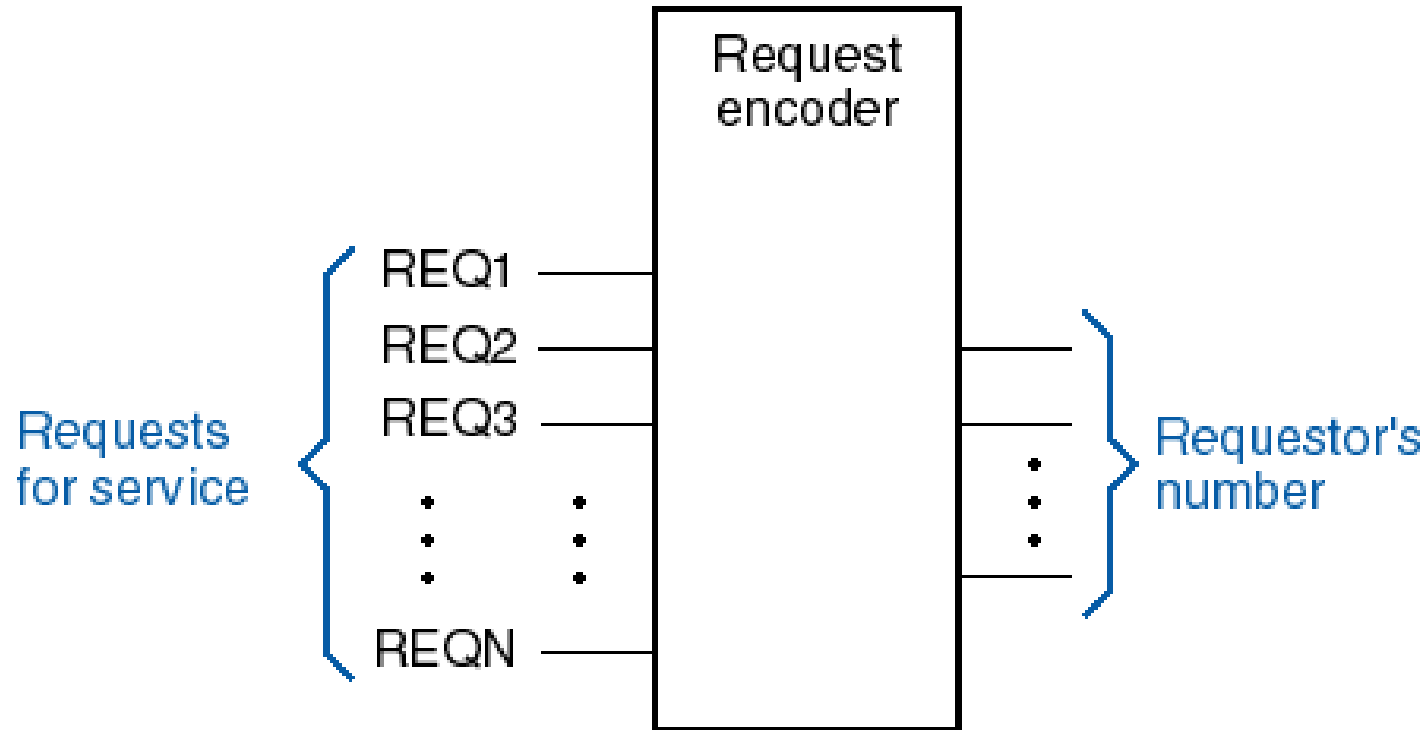 Request
encoder
REQ1
REQ2
REQ3
REQN
Requests
for service
Requestor's
number